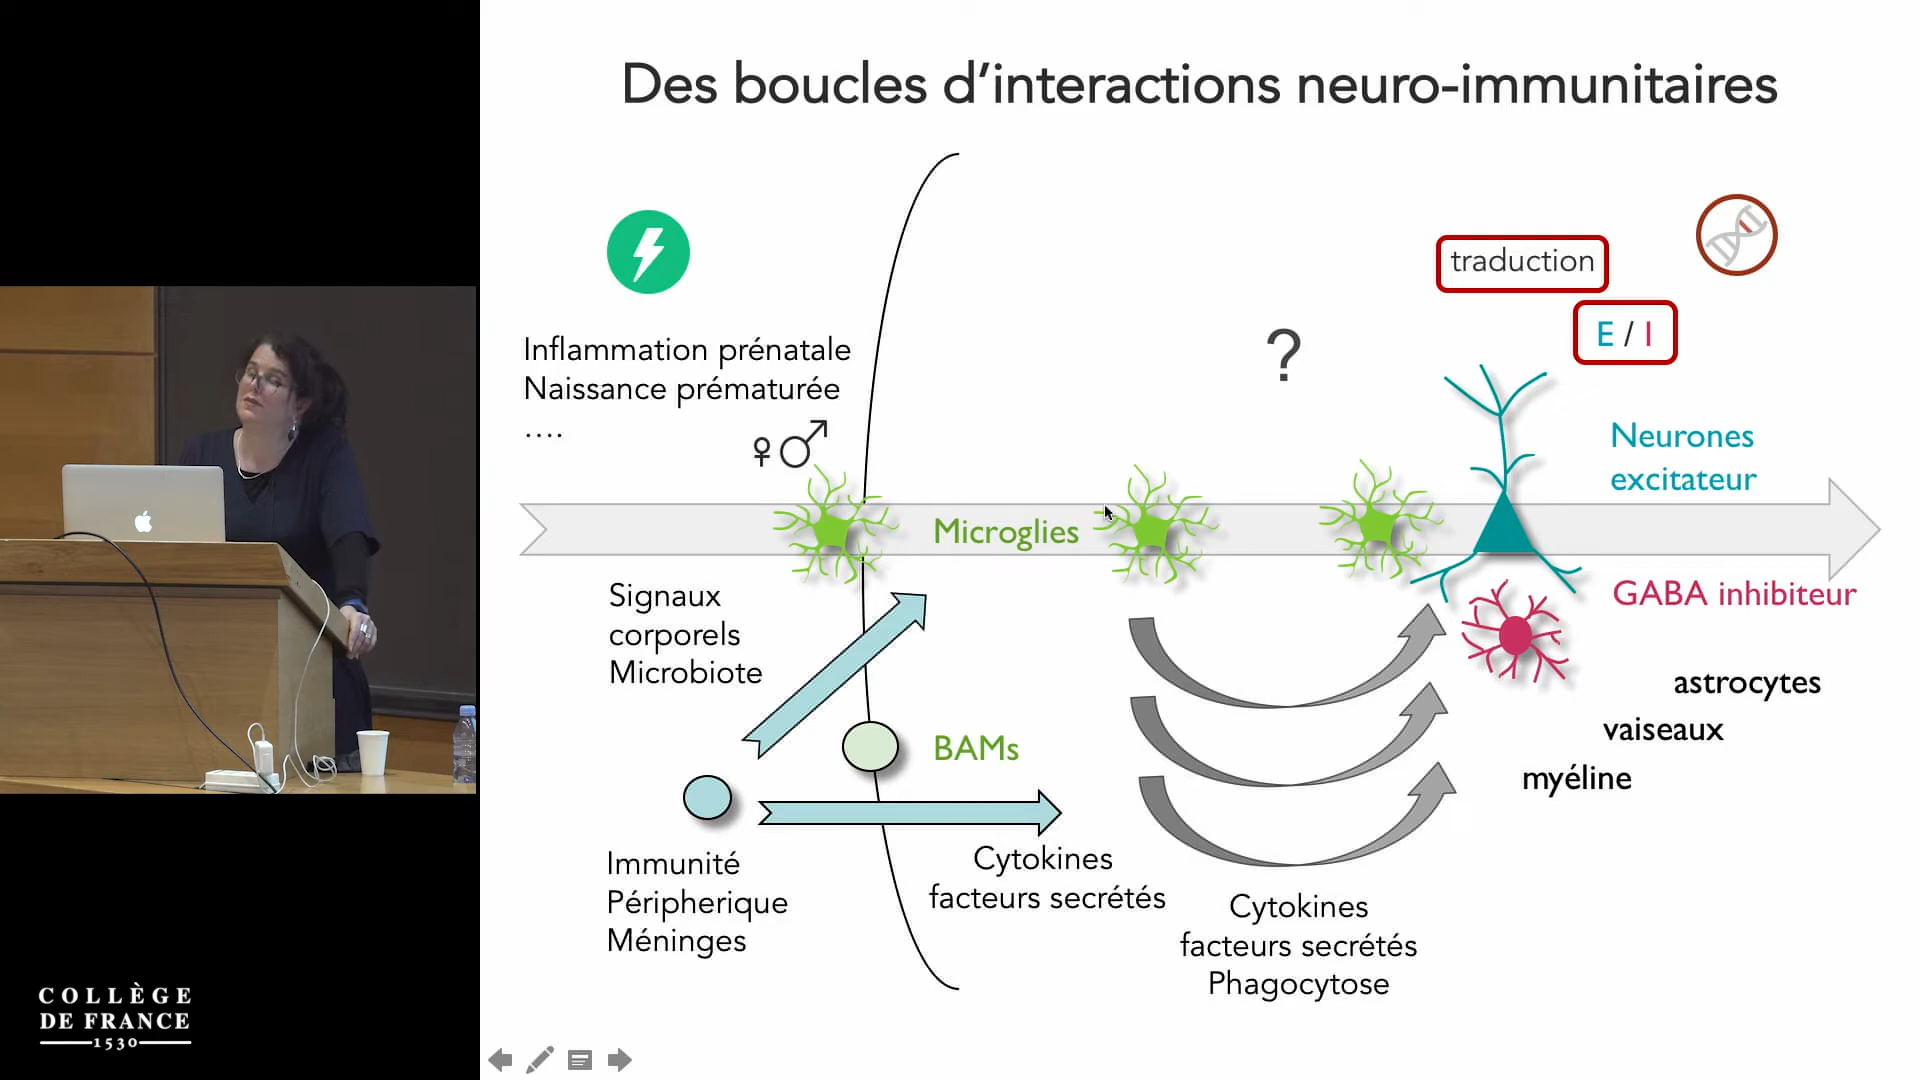 Des boucles d’interactions neuro-immunitaires
traduction
E / I
Inflammation prénatale
Naissance prématurée
....
?
Neurones
excitateur
Microglies
GABA inhibiteur
Signaux
corporels
Microbiote
astrocytes
vaiseaux
BAMs
myéline
Immunité
Péripherique
Méninges
Cytokines
facteurs secrétés
Cytokines
facteurs secrétés
Phagocytose
COLLÈGE
DE FRANCE
1530